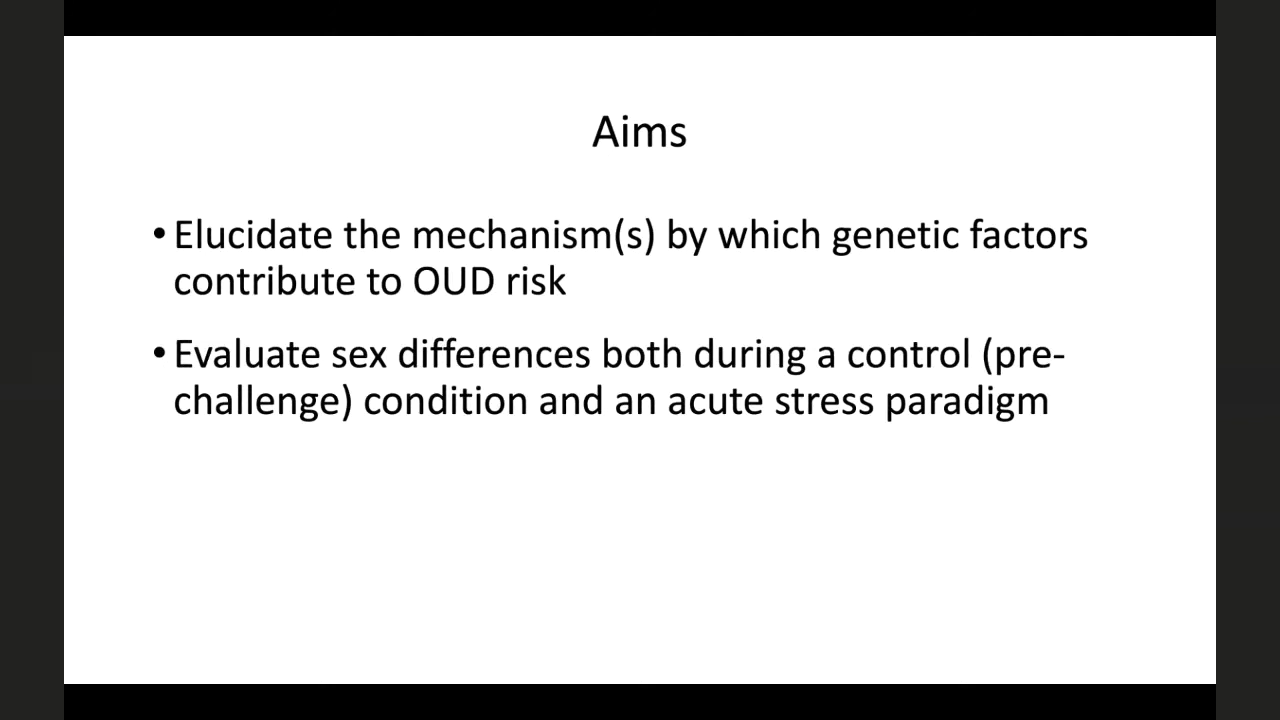 Aims
• Elucidate the mechanism(s) by which genetic factors
contribute to OUD risk
• Evaluate sex differences both during a control (pre-
challenge) condition and an acute stress paradigm